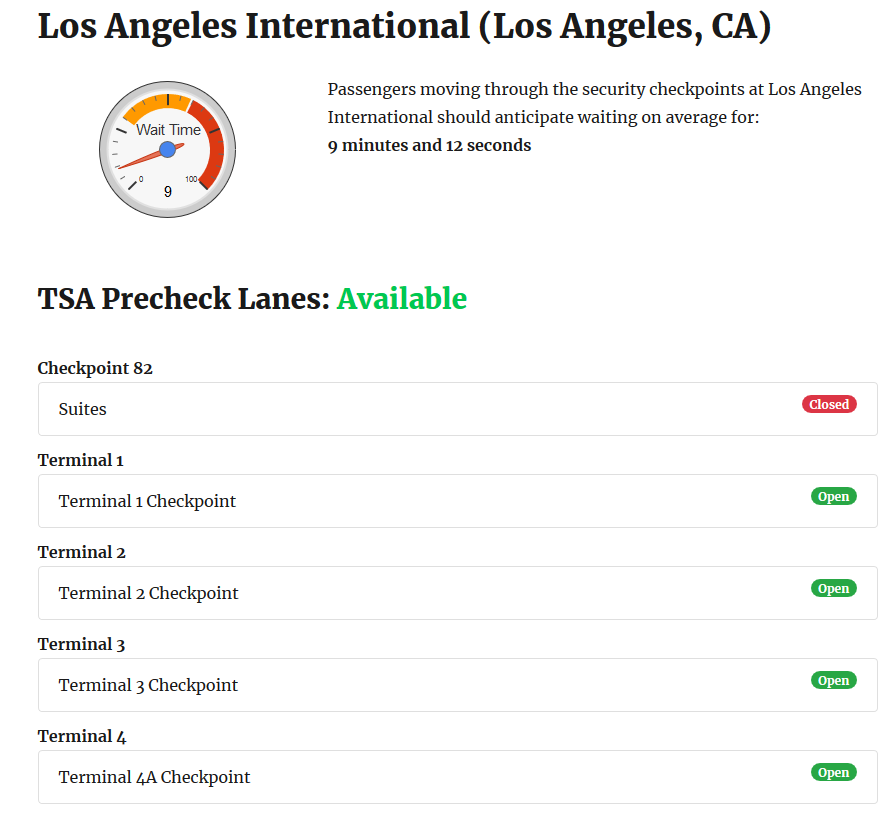 Los Angeles International (Los Angeles, CA)
Wait Time
0
100
9
Passengers moving through the security checkpoints at Los Angeles
International should anticipate waiting on average for:
9 minutes and 12 seconds
TSA Precheck Lanes: Available
Checkpoint 82
Suites
Closed
Terminal 1
Terminal 1 Checkpoint
Open
Terminal 2
Terminal 2 Checkpoint
Open
Terminal 3
Terminal 3 Checkpoint
Open
Terminal 4
Terminal 4A Checkpoint
Open